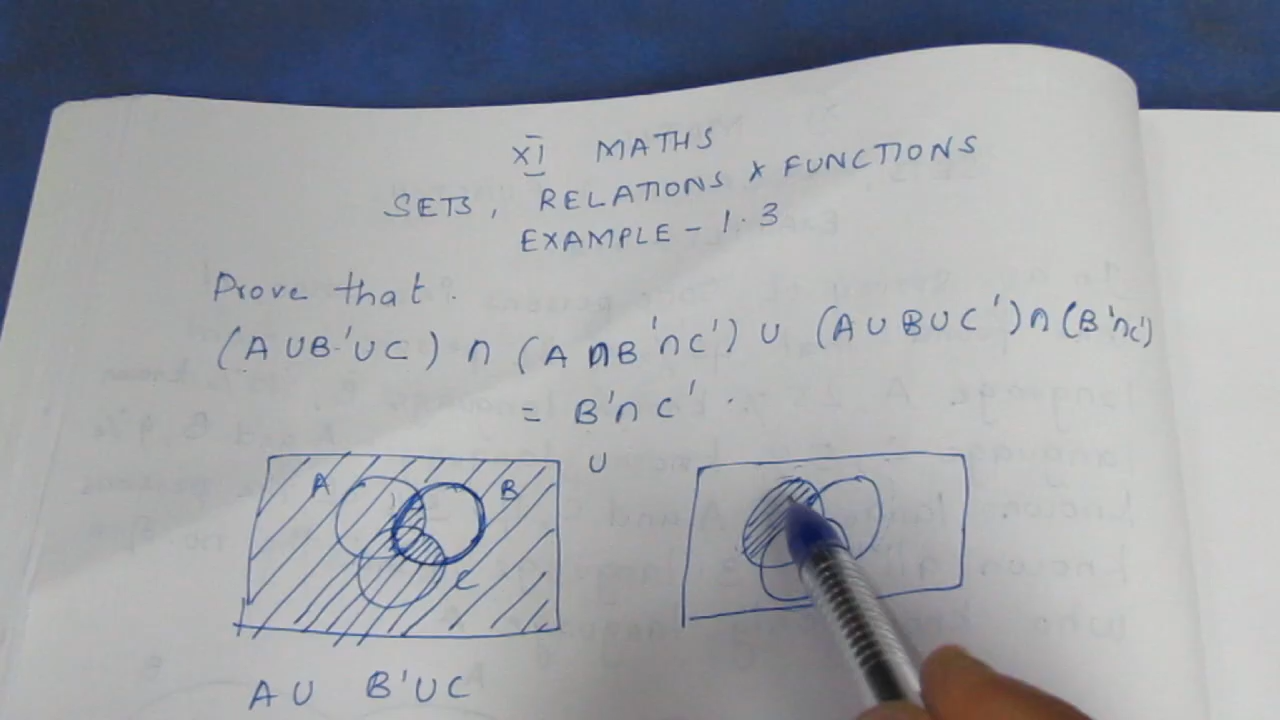 XI MATHS
SETS, RELATIONS & FUNCTIONS
EXAMPLE - 1.3
Prove that.
(A ∪ B' ∪ C) ∩ (A ∩ B' ∩ C') ∪ (A ∪ B ∪ C') ∩ (B' ∩ C')
= B' ∩ C'.
∪
A B
C
A ∪ B' ∪ C